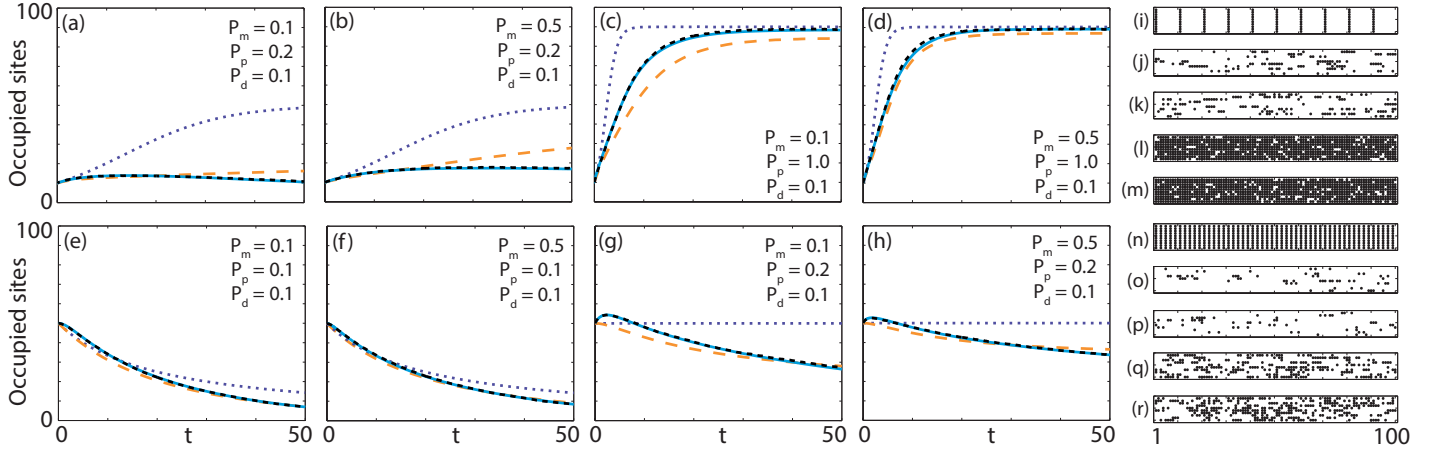 100
Occupied sites
0
(a)
P_m = 0.1
P_p = 0.2
P_d = 0.1
(b)
P_m = 0.5
P_p = 0.2
P_d = 0.1
(c)
P_m = 0.1
P_p = 1.0
P_d = 0.1
(d)
P_m = 0.5
P_p = 1.0
P_d = 0.1
(i)
(j)
(k)
(l)
(m)
100
Occupied sites
0
(e)
P_m = 0.1
P_p = 0.1
P_d = 0.1
0 t 50
(f)
P_m = 0.5
P_p = 0.1
P_d = 0.1
0 t 50
(g)
P_m = 0.1
P_p = 0.2
P_d = 0.1
0 t 50
(h)
P_m = 0.5
P_p = 0.2
P_d = 0.1
0 t 50
(n)
(o)
(p)
(q)
(r)
1 100